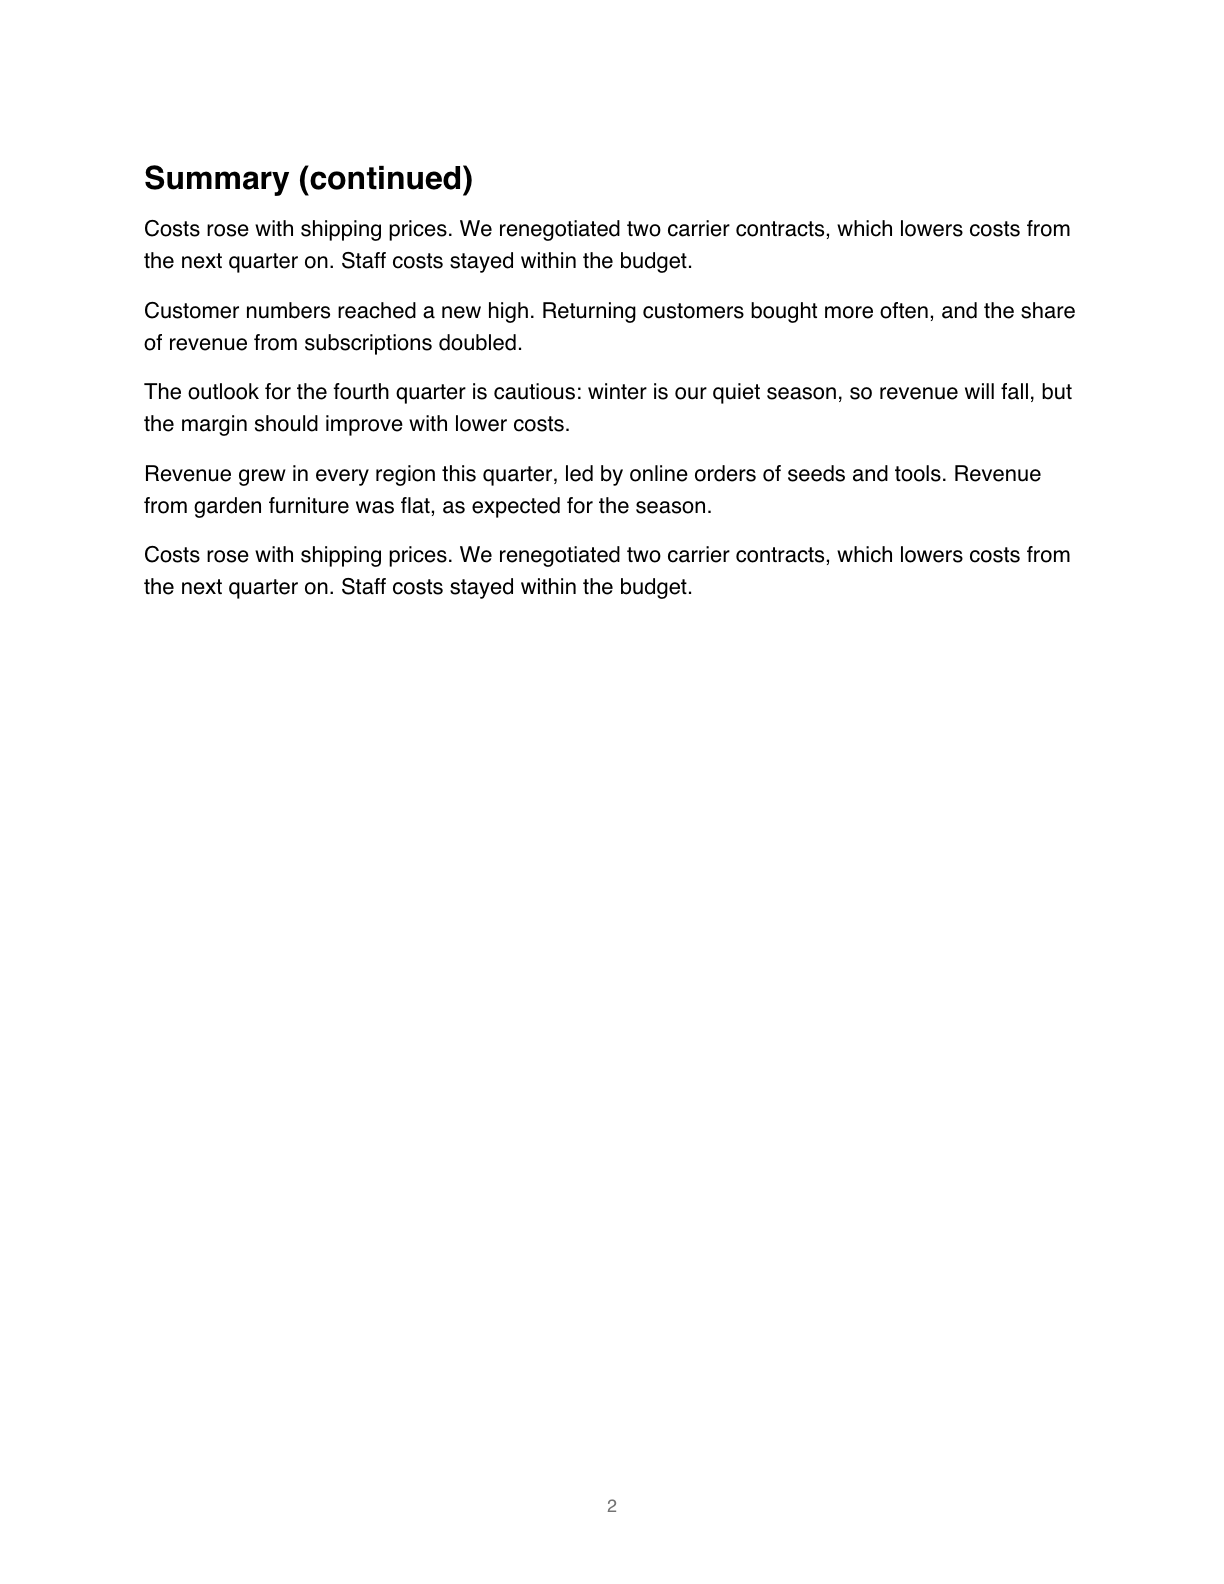 Summary (continued)
Costs rose with shipping prices. We renegotiated two carrier contracts, which lowers costs from
the next quarter on. Staff costs stayed within the budget.
Customer numbers reached a new high. Returning customers bought more often, and the share
of revenue from subscriptions doubled.
The outlook for the fourth quarter is cautious: winter is our quiet season, so revenue will fall, but
the margin should improve with lower costs.
Revenue grew in every region this quarter, led by online orders of seeds and tools. Revenue
from garden furniture was flat, as expected for the season.
Costs rose with shipping prices. We renegotiated two carrier contracts, which lowers costs from
the next quarter on. Staff costs stayed within the budget.
2